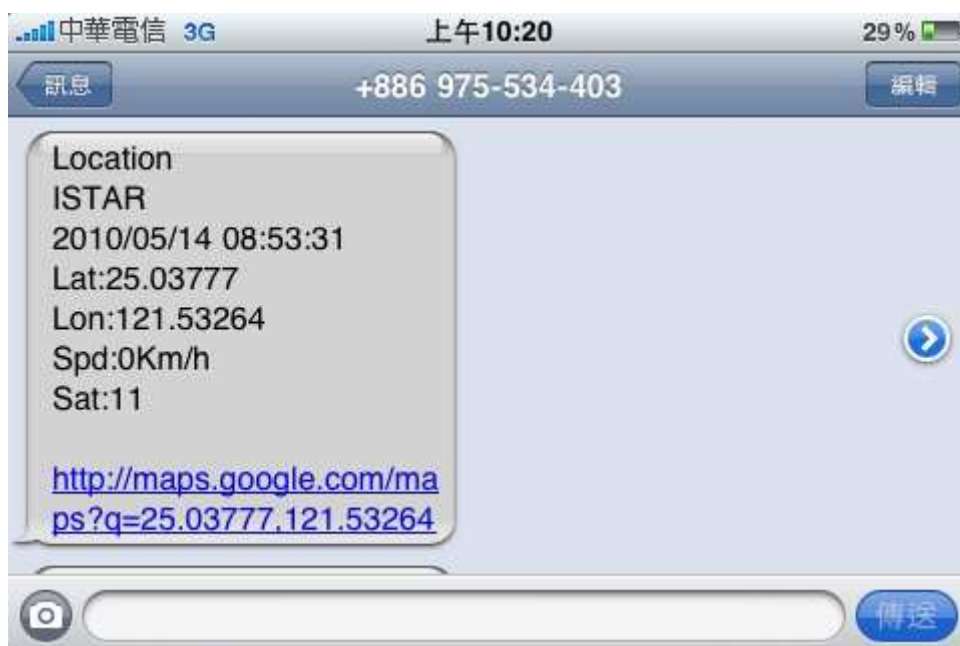 中華電信 3G 上午10:20 29%
訊息 +886 975-534-403 編輯
Location
ISTAR
2010/05/14 08:53:31
Lat:25.03777
Lon:121.53264
Spd:0Km/h
Sat:11
http://maps.google.com/ma
ps?q=25.03777,121.53264
傳送